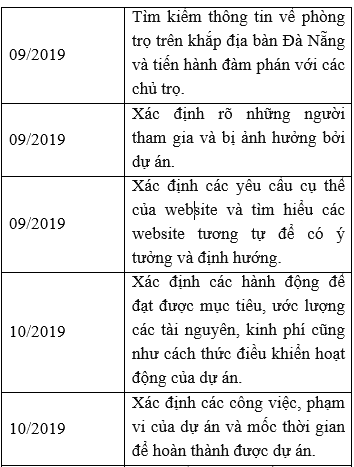 Tìm kiếm thông tin về phòng
09/2019
trọ trên khắp địa bàn Đà Nẵng
và tiến hành đàm phán với các
chủ trọ.
09/2019
Xác định rõ những người
tham gia và bị ảnh hưởng bởi
dự án.
09/2019
Xác định các yêu cầu cụ thể
của website và tìm hiểu các
website tương tự để có ý
tưởng và định hướng.
10/2019
Xác định các hành động để
đạt được mục tiêu, ước lượng
các tài nguyên, kinh phí cũng
như cách thức điều khiển hoạt
động của dự án.
10/2019
Xác định các công việc, phạm
vi của dự án và mốc thời gian
để hoàn thành được dự án.